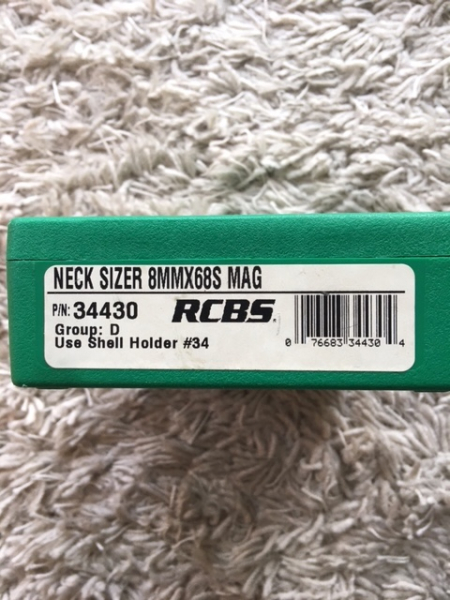 NECK SIZER 8MMX68S MAG
P/N: 34430 RCBS.
Group: D
Use Shell Holder #34
0 76683 34430 4